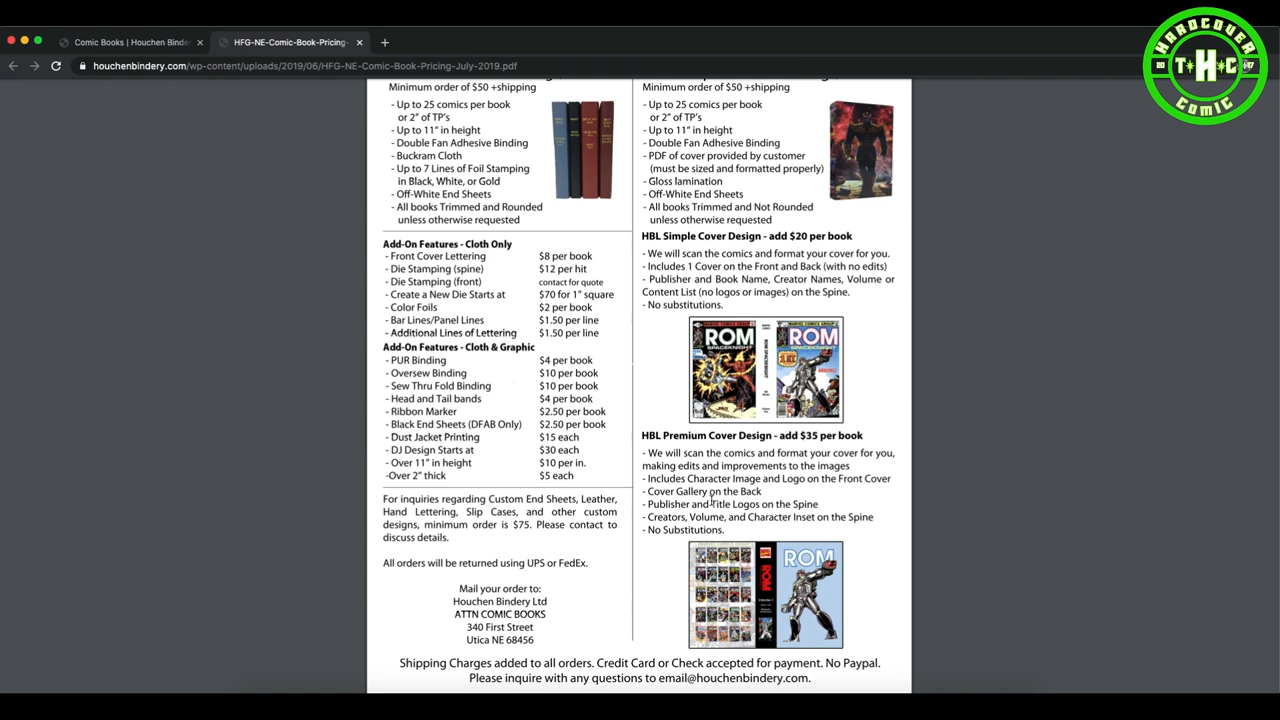 Comic Books | Houchen Binde
HFG-NE-Comic-Book-Pricing-
houchenbindery.com/wp-content/uploads/2019/06/HFG-NE-Comic-Book-Pricing-July-2019.pdf
HARDCOVER
20 T*H*C 17
COMIC
Minimum order of $50 +shipping
- Up to 25 comics per book
or 2" of TP's
- Up to 11" in height
- Double Fan Adhesive Binding
- Buckram Cloth
- Up to 7 Lines of Foil Stamping
in Black, White, or Gold
- Off-White End Sheets
- All books Trimmed and Rounded
unless otherwise requested
Add-On Features - Cloth Only
- Front Cover Lettering $8 per book
- Die Stamping (spine) $12 per hit
- Die Stamping (front) contact for quote
- Create a New Die Starts at $70 for 1" square
- Color Foils $2 per book
- Bar Lines/Panel Lines $1.50 per line
- Additional Lines of Lettering $1.50 per line
Add-On Features - Cloth & Graphic
- PUR Binding $4 per book
- Oversew Binding $10 per book
- Sew Thru Fold Binding $10 per book
- Head and Tail bands $4 per book
- Ribbon Marker $2.50 per book
- Black End Sheets (DFAB Only) $2.50 per book
- Dust Jacket Printing $15 each
- DJ Design Starts at $30 each
- Over 11" in height $10 per in.
-Over 2" thick $5 each
For inquiries regarding Custom End Sheets, Leather,
Hand Lettering, Slip Cases, and other custom
designs, minimum order is $75. Please contact to
discuss details.
All orders will be returned using UPS or FedEx.
Mail your order to:
Houchen Bindery Ltd
ATTN COMIC BOOKS
340 First Street
Utica NE 68456
Minimum order of $50 +shipping
- Up to 25 comics per book
or 2" of TP's
- Up to 11" in height
- Double Fan Adhesive Binding
- PDF of cover provided by customer
(must be sized and formatted properly)
- Gloss lamination
- Off-White End Sheets
- All books Trimmed and Not Rounded
unless otherwise requested
HBL Simple Cover Design - add $20 per book
- We will scan the comics and format your cover for you.
- Includes 1 Cover on the Front and Back (with no edits)
- Publisher and Book Name, Creator Names, Volume or
Content List (no logos or images) on the Spine.
- No substitutions.
ROM
SPACEKNIGHT
ROM SPACEKNIGHT
ROM
SPACEKNIGHT
HBL Premium Cover Design - add $35 per book
- We will scan the comics and format your cover for you,
making edits and improvements to the images
- Includes Character Image and Logo on the Front Cover
- Cover Gallery on the Back
- Publisher and Title Logos on the Spine
- Creators, Volume, and Character Inset on the Spine
- No Substitutions.
ROM
Volume 1
ROM
Shipping Charges added to all orders. Credit Card or Check accepted for payment. No Paypal.
Please inquire with any questions to email@houchenbindery.com.